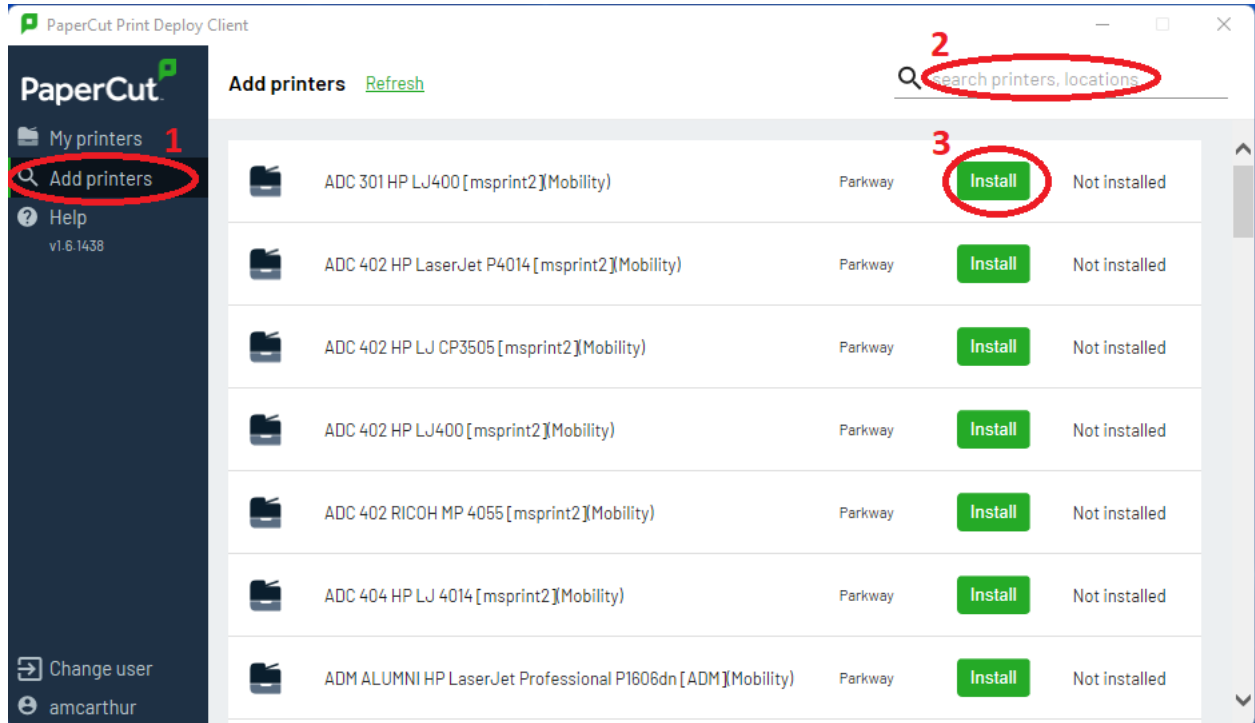 PaperCut Print Deploy Client
PaperCut
Add printers Refresh
2
search printers, locations
My printers
1
Add printers
Help
v1.6.1438
3
ADC 301 HP LJ400 [msprint2](Mobility) Parkway Install Not installed
ADC 402 HP LaserJet P4014 [msprint2](Mobility) Parkway Install Not installed
ADC 402 HP LJ CP3505 [msprint2](Mobility) Parkway Install Not installed
ADC 402 HP LJ400 [msprint2](Mobility) Parkway Install Not installed
ADC 402 RICOH MP 4055 [msprint2](Mobility) Parkway Install Not installed
ADC 404 HP LJ 4014 [msprint2](Mobility) Parkway Install Not installed
ADM ALUMNI HP LaserJet Professional P1606dn [ADM](Mobility) Parkway Install Not installed
Change user
amcarthur